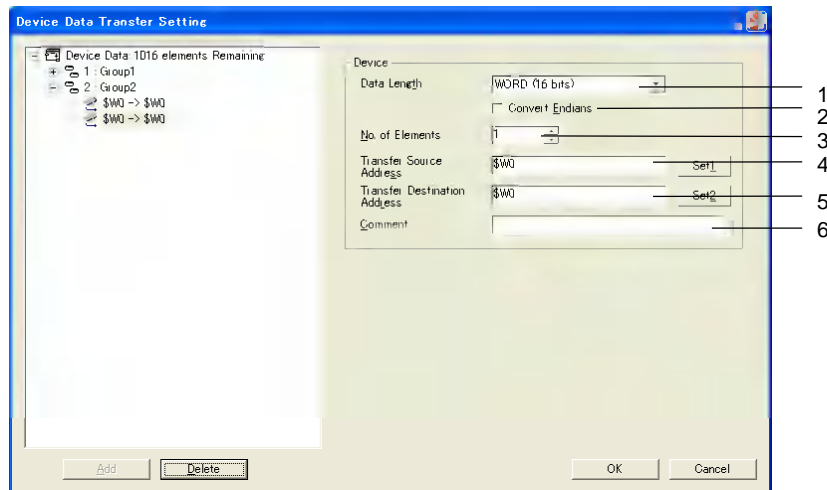 Device Data Transfer Setting
Device Data 1016 elements Remaining
1 : Group1
2 : Group2
$W0 -> $W0
$W0 -> $W0
Device
Data Length
WORD (16 bits)
1
Convert Endians
2
No. of Elements
1
3
Transfer Source Address
$W0
Set1
4
Transfer Destination Address
$W0
Set2
5
Comment
6
Add
Delete
OK
Cancel